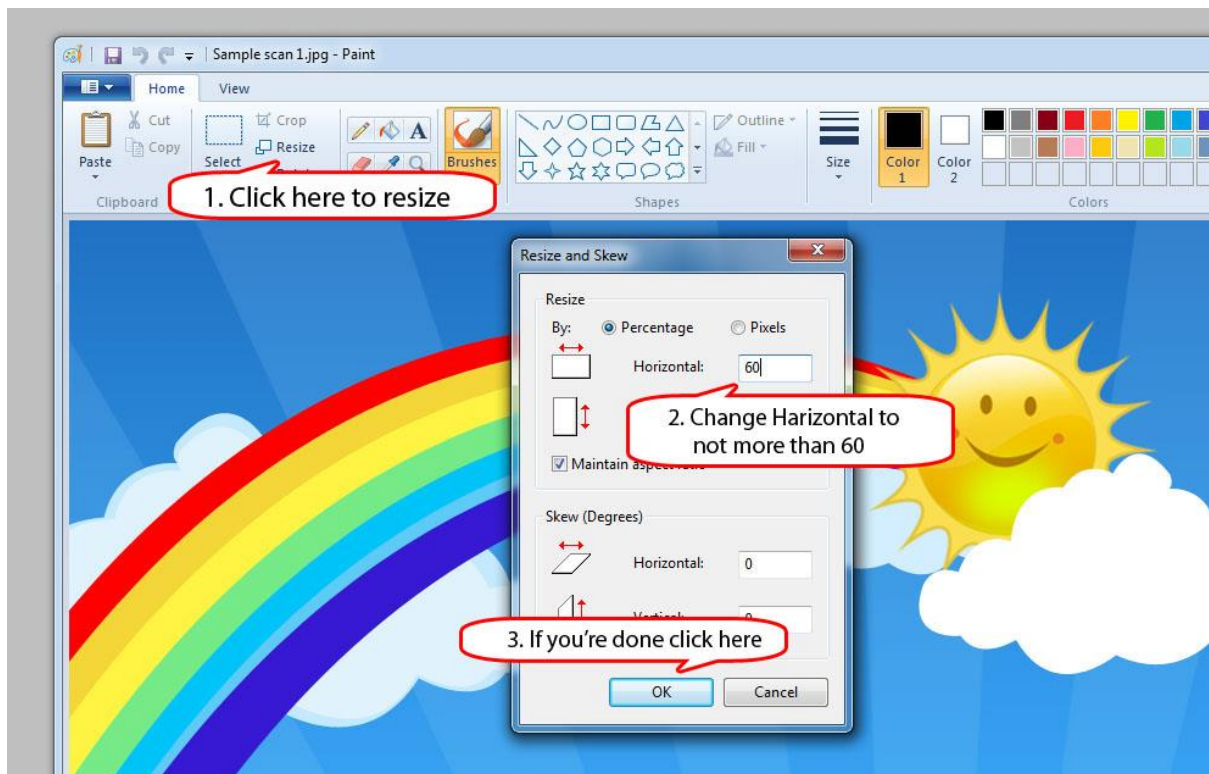 Sample scan 1.jpg - Paint
Home View
Cut
Copy
Paste
Clipboard
Crop
Resize
Select
A
Brushes
Outline
Fill
Shapes
Size
Color 1
Color 2
Colors
1. Click here to resize
Resize and Skew
Resize
By: Percentage Pixels
Horizontal: 60
2. Change Harizontal to
not more than 60
Maintain aspect ratio
Skew (Degrees)
Horizontal: 0
Vertical: 0
3. If you're done click here
OK Cancel